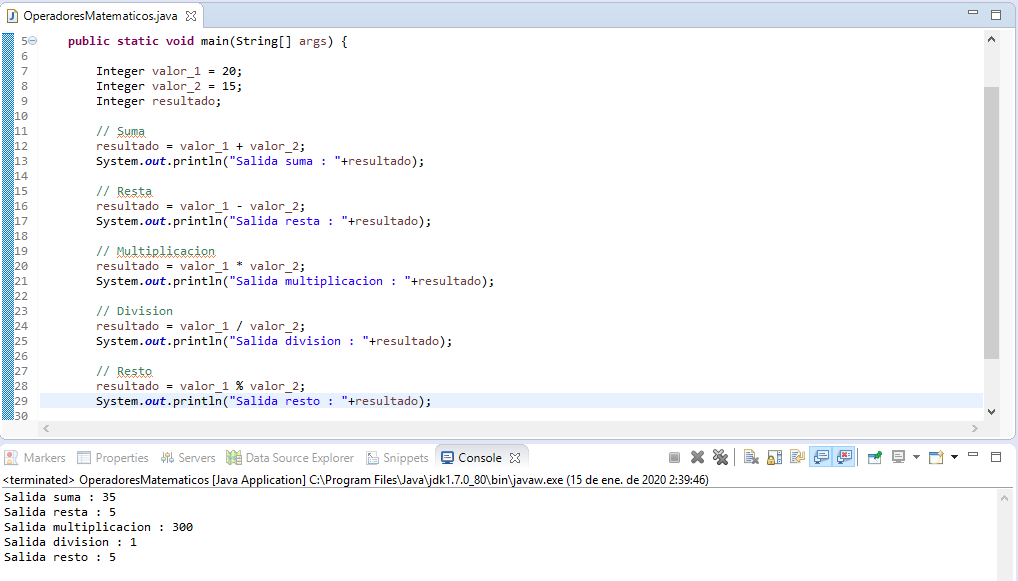 OperadoresMatematicos.java
5 public static void main(String[] args) {
6
7 Integer valor_1 = 20;
8 Integer valor_2 = 15;
9 Integer resultado;
10
11 // Suma
12 resultado = valor_1 + valor_2;
13 System.out.println("Salida suma : "+resultado);
14
15 // Resta
16 resultado = valor_1 - valor_2;
17 System.out.println("Salida resta : "+resultado);
18
19 // Multiplicacion
20 resultado = valor_1 * valor_2;
21 System.out.println("Salida multiplicacion : "+resultado);
22
23 // Division
24 resultado = valor_1 / valor_2;
25 System.out.println("Salida division : "+resultado);
26
27 // Resto
28 resultado = valor_1 % valor_2;
29 System.out.println("Salida resto : "+resultado);
30
Markers Properties Servers Data Source Explorer Snippets Console
<terminated> OperadoresMatematicos [Java Application] C:\Program Files\Java\jdk1.7.0_80\bin\javaw.exe (15 de ene. de 2020 2:39:46)
Salida suma : 35
Salida resta : 5
Salida multiplicacion : 300
Salida division : 1
Salida resto : 5